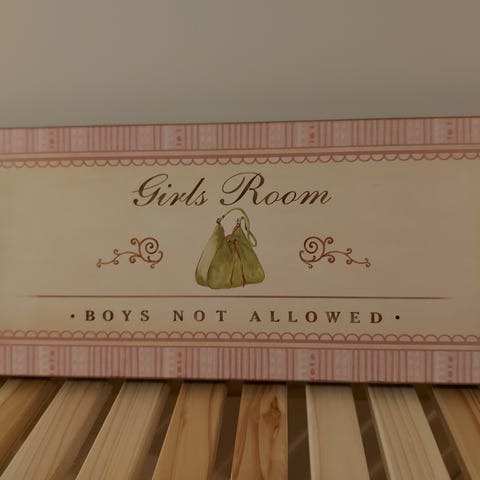 Girls Room
• BOYS NOT ALLOWED •